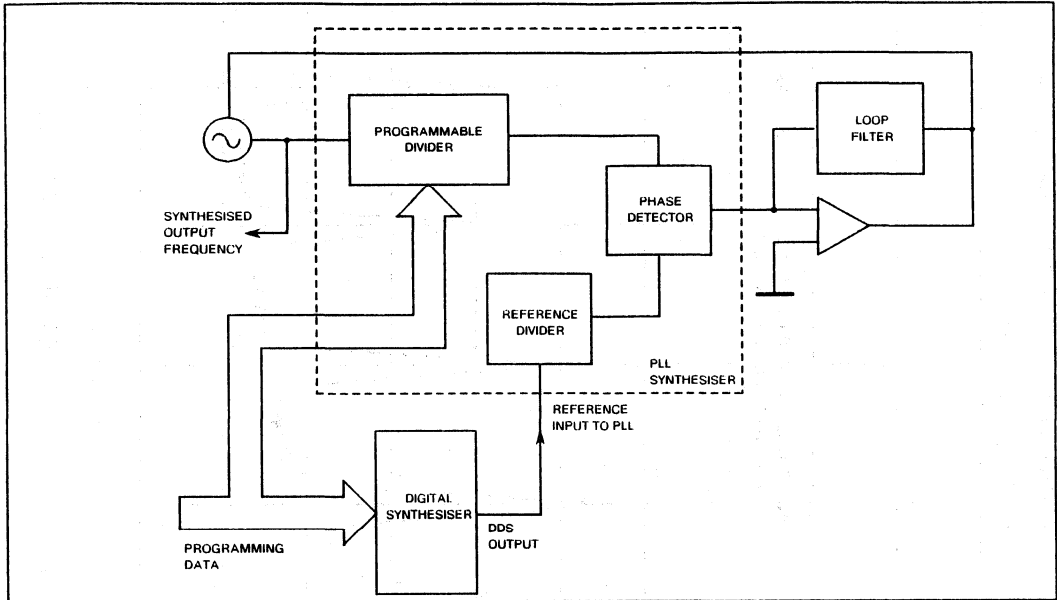 PROGRAMMABLE
DIVIDER
LOOP
FILTER
SYNTHESISED
OUTPUT
FREQUENCY
PHASE
DETECTOR
REFERENCE
DIVIDER
PLL
SYNTHESISER
REFERENCE
INPUT TO PLL
DIGITAL
SYNTHESISER
DDS
OUTPUT
PROGRAMMING
DATA